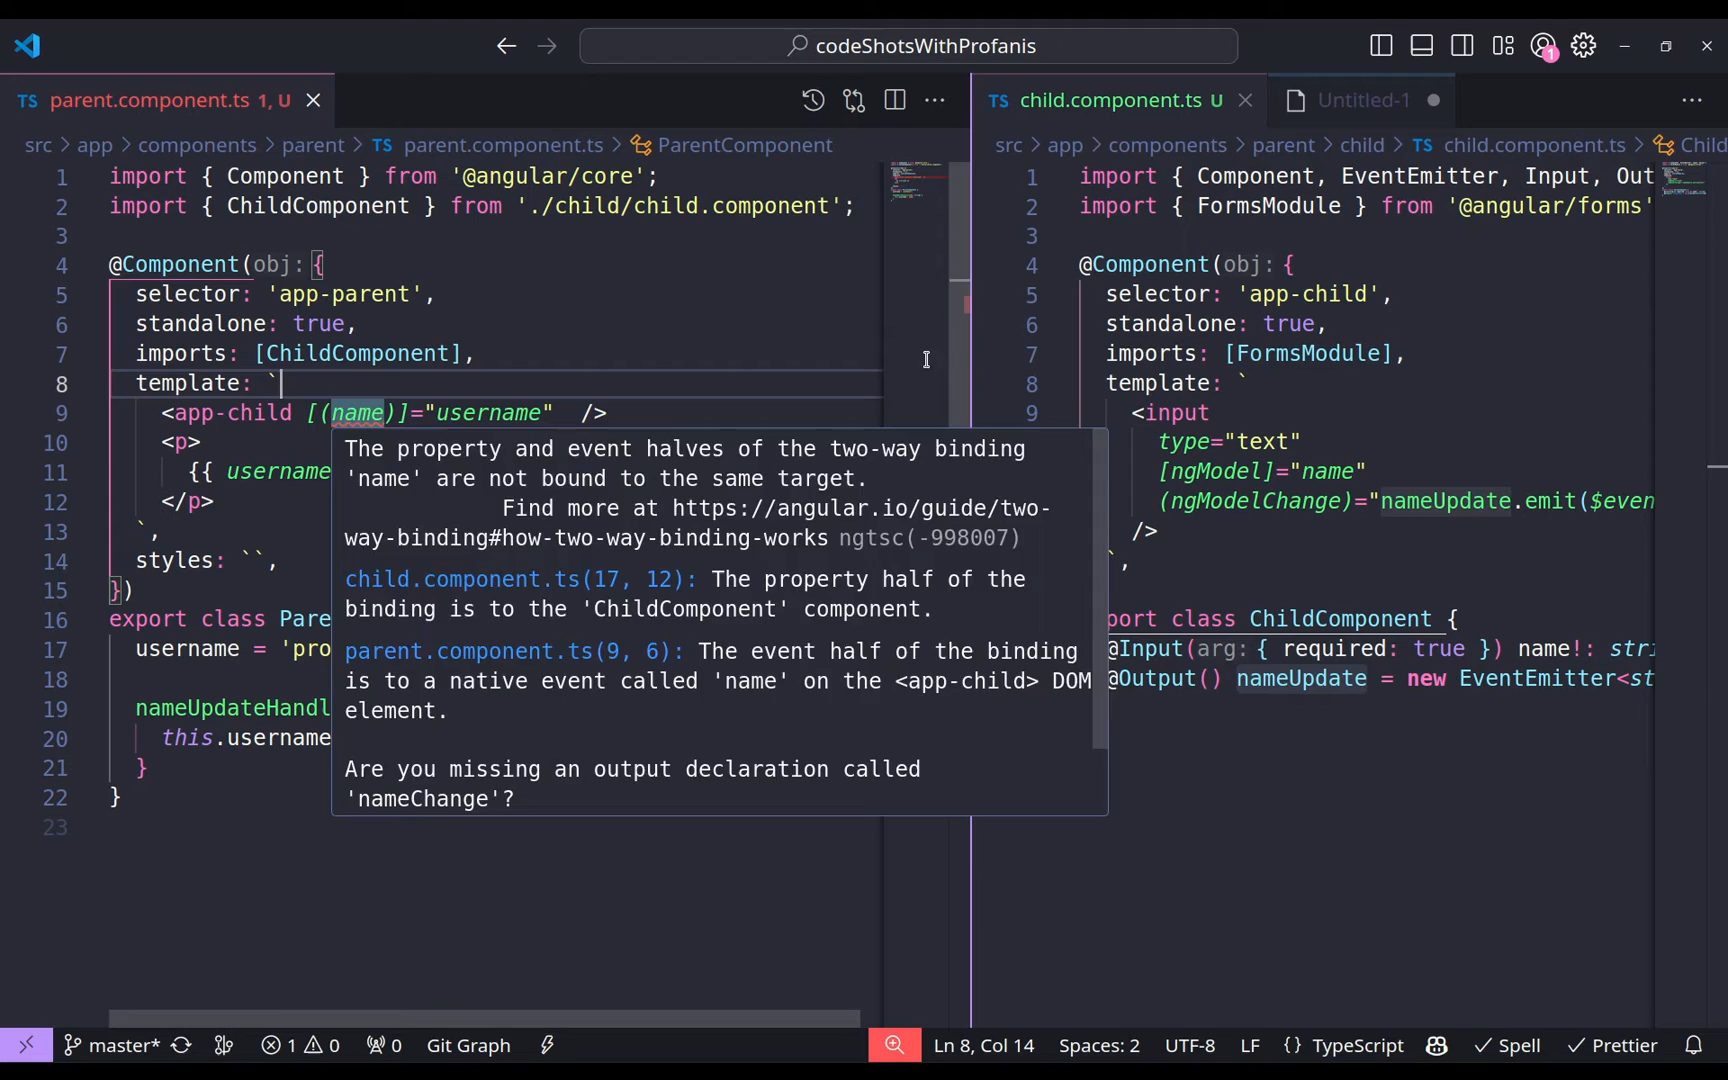 codeShotsWithProfanis
1
TS parent.component.ts 1, U
TS child.component.ts U
Untitled-1
src > app > components > parent > TS parent.component.ts > ParentComponent
src > app > components > parent > child > TS child.component.ts > Child
1 import { Component } from '@angular/core';
2 import { ChildComponent } from './child/child.component';
3
4 @Component(obj: {
5 selector: 'app-parent',
6 standalone: true,
7 imports: [ChildComponent],
8 template: `
9 <app-child [(name)]="username" />
10 <p>
11 {{ username
12 </p>
13 `,
14 styles: ``,
15 })
16 export class Pare
17 username = 'pro
18
19 nameUpdateHandl
20 this.username
21 }
22 }
23
The property and event halves of the two-way binding
'name' are not bound to the same target.
Find more at https://angular.io/guide/two-
way-binding#how-two-way-binding-works ngtsc(-998007)
child.component.ts(17, 12): The property half of the
binding is to the 'ChildComponent' component.
parent.component.ts(9, 6): The event half of the binding
is to a native event called 'name' on the <app-child> DOM
element.
Are you missing an output declaration called
'nameChange'?
1 import { Component, EventEmitter, Input, Out
2 import { FormsModule } from '@angular/forms'
3
4 @Component(obj: {
5 selector: 'app-child',
6 standalone: true,
7 imports: [FormsModule],
8 template: `
9 <input
type="text"
[ngModel]="name"
(ngModelChange)="nameUpdate.emit($even
/>
`,
port class ChildComponent {
@Input(arg: { required: true }) name!: stri
@Output() nameUpdate = new EventEmitter<st
master* 1 0 0 Git Graph Ln 8, Col 14 Spaces: 2 UTF-8 LF {} TypeScript Spell Prettier